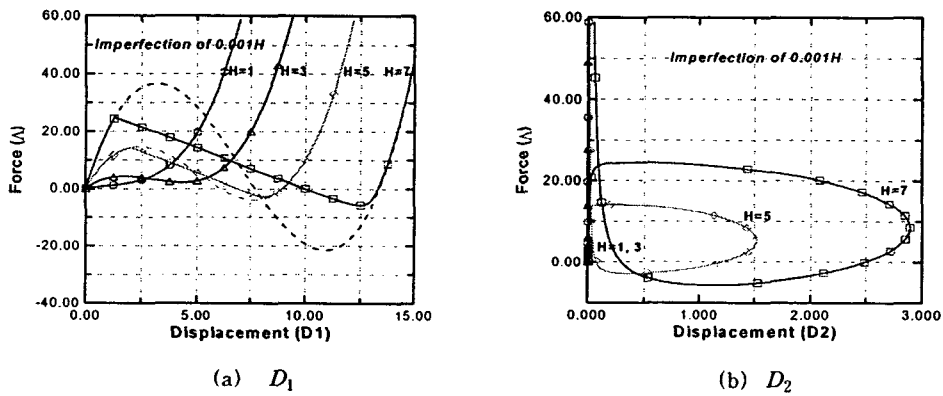 60.00
40.00
20.00
0.00
-20.00
-40.00
Force (Λ)
Imperfection of 0.001H
H=1
H=3
H=5
H=7
0.00
5.00
10.00
15.00
Displacement (D1)
(a) D1
60.00
40.00
20.00
0.00
Force (Λ)
Imperfection of 0.001H
H=7
H=5
H=1, 3
0.000
1.000
2.000
3.000
Displacement (D2)
(b) D2